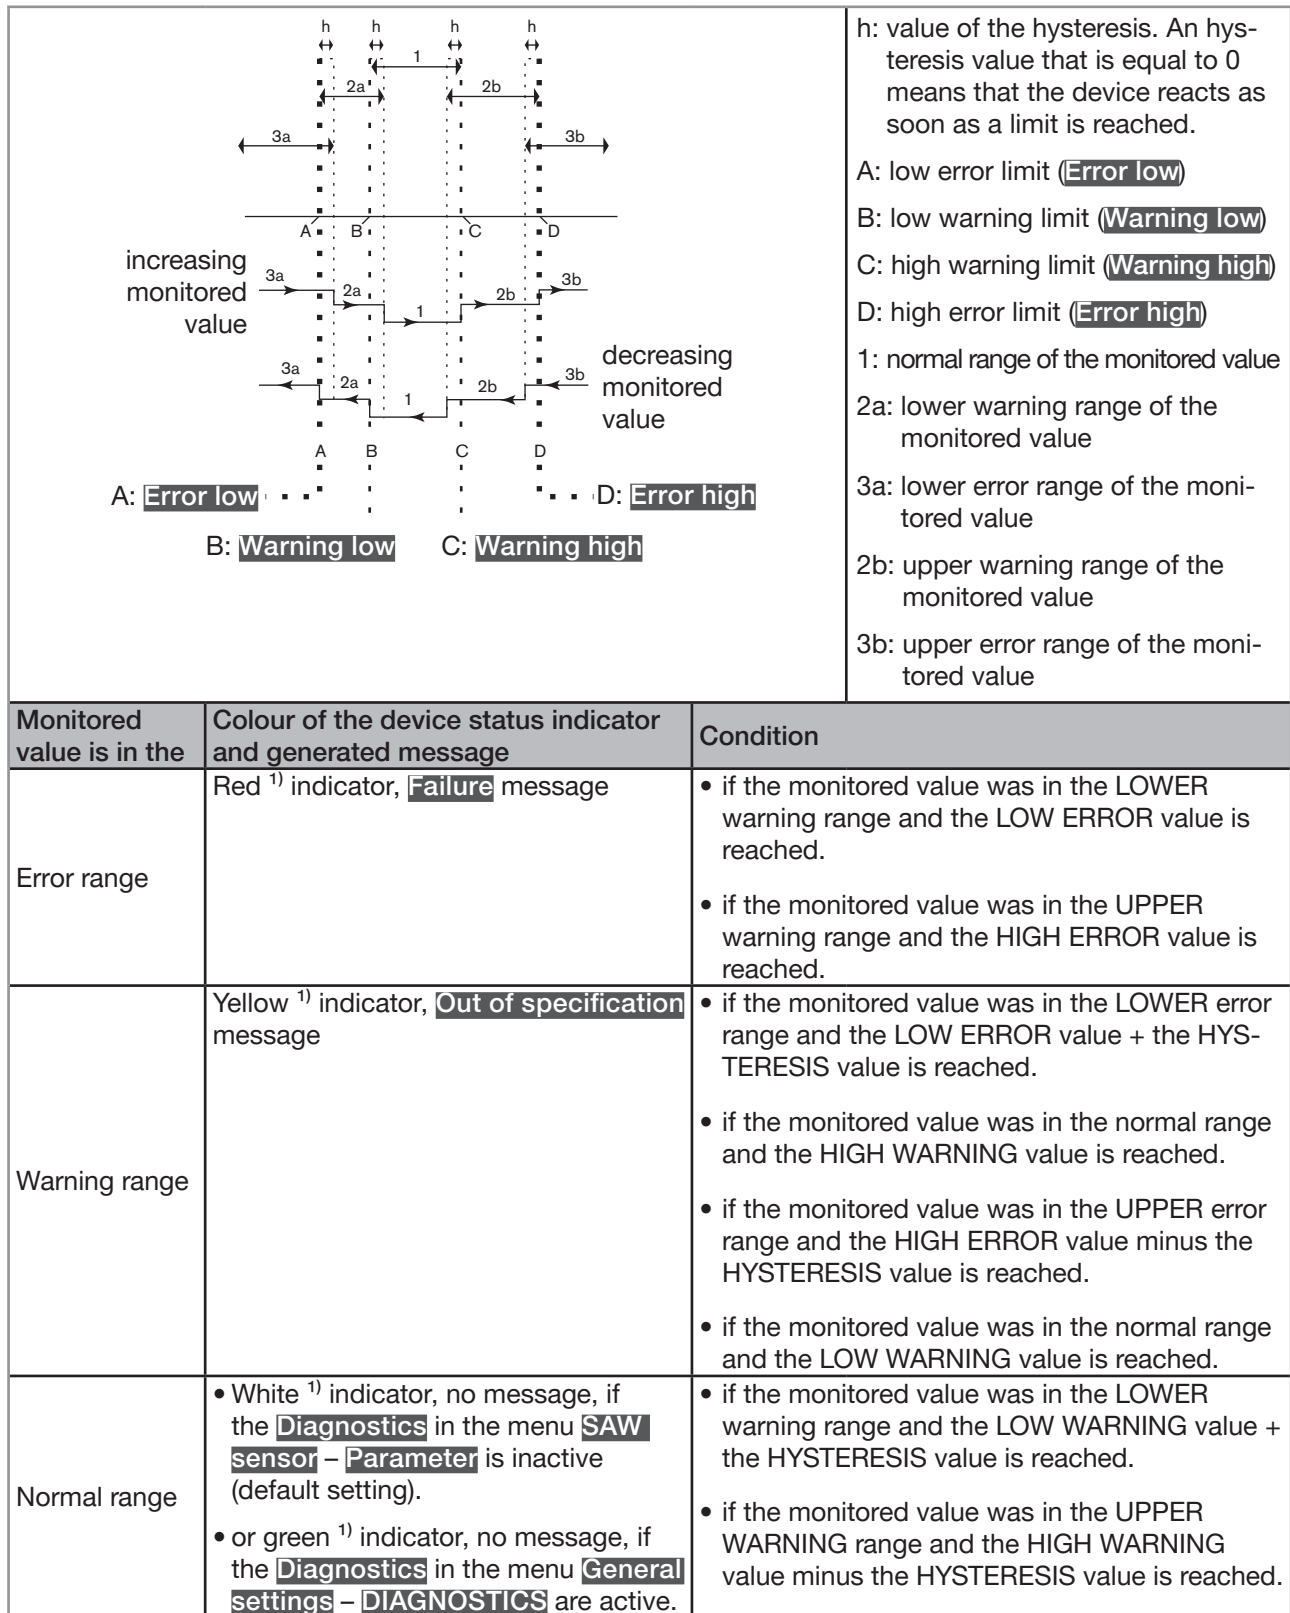 h h h h
1
2a 2b
3a 3b
A B C D
increasing
monitored
value
3a 2a 1 2b 3b
decreasing
monitored
value
3a 2a 1 2b 3b
A B C D
A: Error low
D: Error high
B: Warning low
C: Warning high
h: value of the hysteresis. An hys-
teresis value that is equal to 0
means that the device reacts as
soon as a limit is reached.
A: low error limit (Error low)
B: low warning limit (Warning low)
C: high warning limit (Warning high)
D: high error limit (Error high)
1: normal range of the monitored value
2a: lower warning range of the
monitored value
3a: lower error range of the moni-
tored value
2b: upper warning range of the
monitored value
3b: upper error range of the moni-
tored value
Monitored
value is in the
Colour of the device status indicator
and generated message
Condition
Error range
Red 1) indicator, Failure message
• if the monitored value was in the LOWER
warning range and the LOW ERROR value is
reached.
• if the monitored value was in the UPPER
warning range and the HIGH ERROR value is
reached.
Warning range
Yellow 1) indicator, Out of specification
message
• if the monitored value was in the LOWER error
range and the LOW ERROR value + the HYS-
TERESIS value is reached.
• if the monitored value was in the normal range
and the HIGH WARNING value is reached.
• if the monitored value was in the UPPER error
range and the HIGH ERROR value minus the
HYSTERESIS value is reached.
• if the monitored value was in the normal range
and the LOW WARNING value is reached.
Normal range
• White 1) indicator, no message, if
the Diagnostics in the menu SAW
sensor – Parameter is inactive
(default setting).
• or green 1) indicator, no message, if
the Diagnostics in the menu General
settings – DIAGNOSTICS are active.
• if the monitored value was in the LOWER
warning range and the LOW WARNING value +
the HYSTERESIS value is reached.
• if the monitored value was in the UPPER
WARNING range and the HIGH WARNING
value minus the HYSTERESIS value is reached.